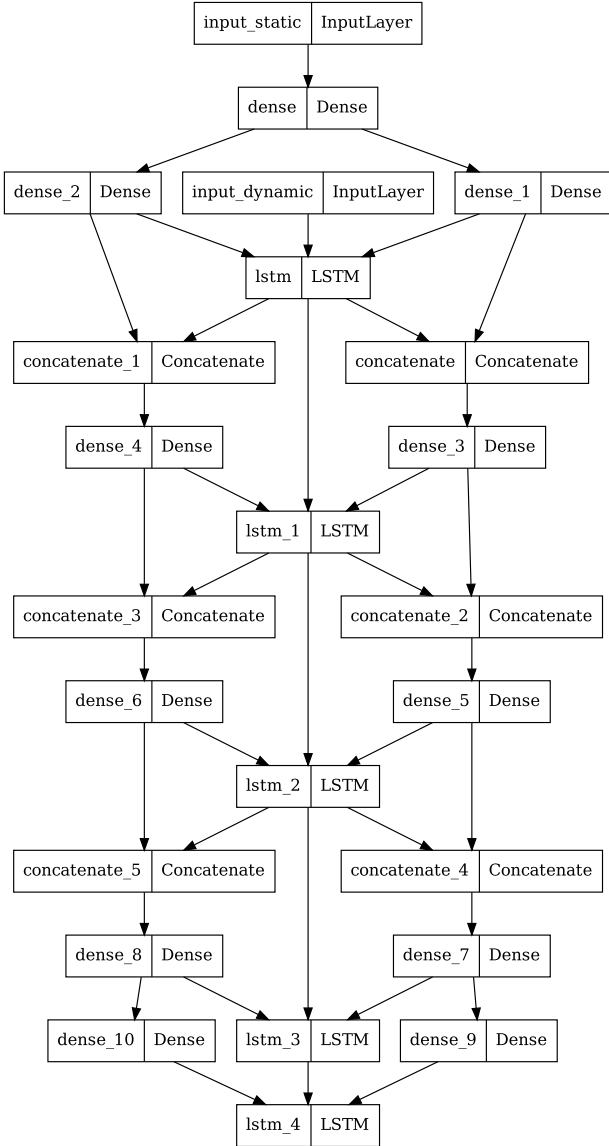 input_static InputLayer
dense Dense
dense_2 Dense input_dynamic InputLayer dense_1 Dense
lstm LSTM
concatenate_1 Concatenate concatenate Concatenate
dense_4 Dense dense_3 Dense
lstm_1 LSTM
concatenate_3 Concatenate concatenate_2 Concatenate
dense_6 Dense dense_5 Dense
lstm_2 LSTM
concatenate_5 Concatenate concatenate_4 Concatenate
dense_8 Dense dense_7 Dense
dense_10 Dense lstm_3 LSTM dense_9 Dense
lstm_4 LSTM